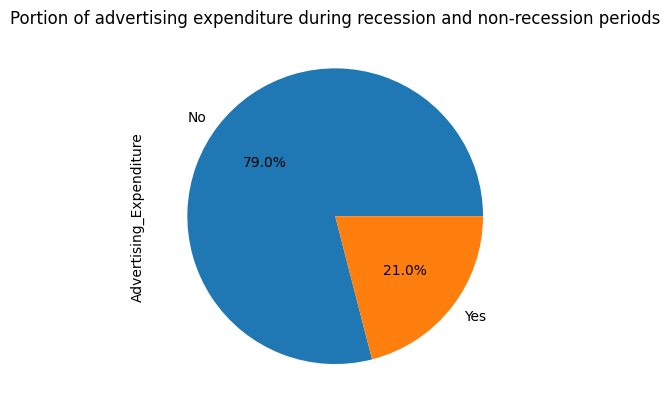 Portion of advertising expenditure during recession and non-recession periods
No
79.0%
Advertising_Expenditure
21.0%
Yes